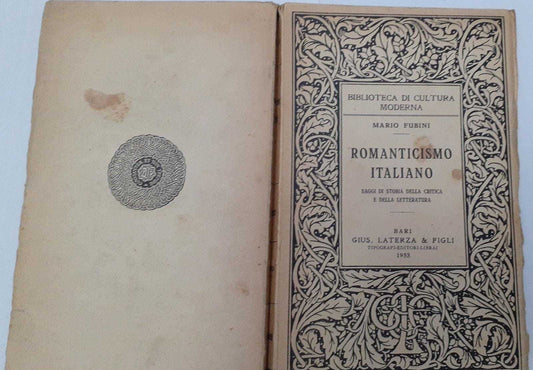 BIBLIOTECA DI CULTURA
MODERNA
MARIO FUBINI
ROMANTICISMO
ITALIANO
SAGGI DI STORIA DELLA CRITICA
E DELLA LETTERATURA
BARI
GIUS. LATERZA & FIGLI
TIPOGRAFI-EDITORI-LIBRAI
1953